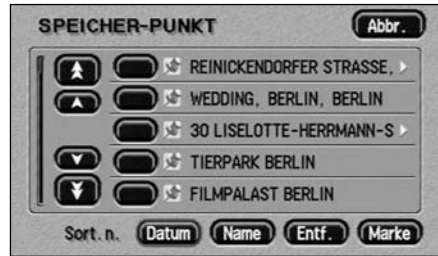 SPEICHER-PUNKT Abbr.
REINICKENDORFER STRASSE,
WEDDING, BERLIN, BERLIN
30 LISELOTTE-HERRMANN-S
TIERPARK BERLIN
FILMPALAST BERLIN
Sort. n. Datum Name Entf. Marke